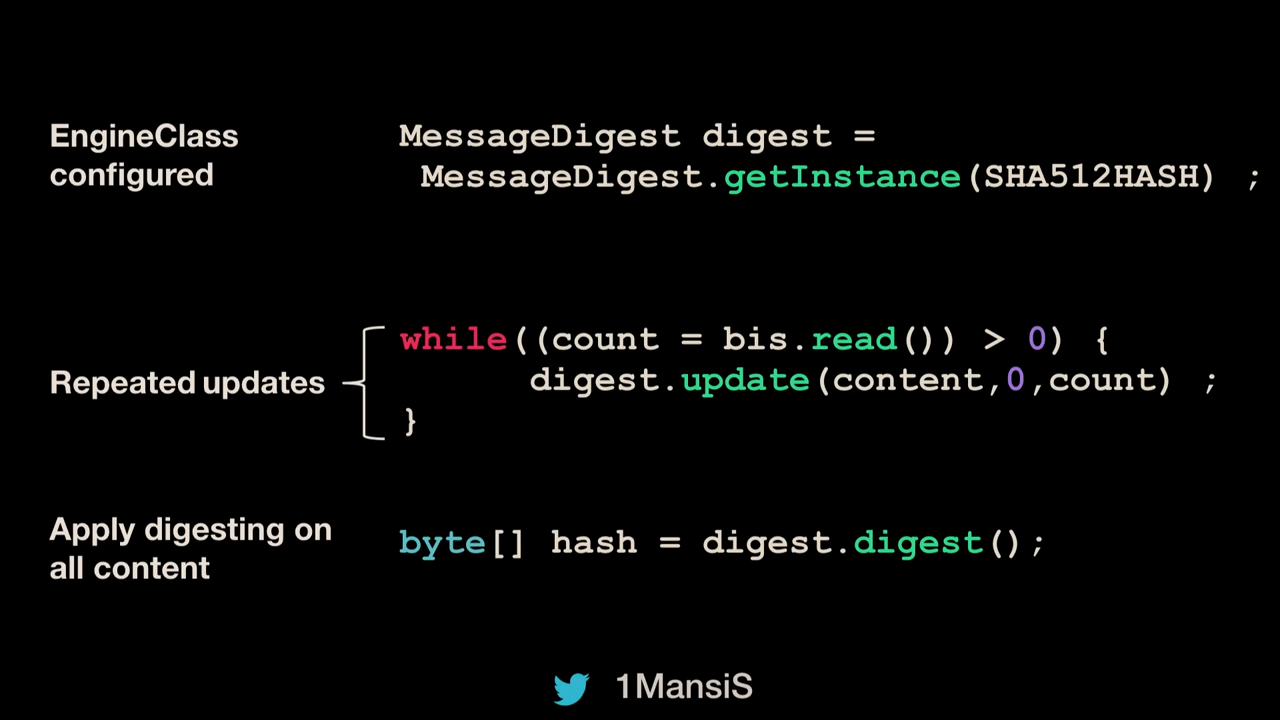 EngineClass
configured
MessageDigest digest =
MessageDigest.getInstance(SHA512HASH) ;
Repeated updates
while((count = bis.read()) > 0) {
digest.update(content,0,count) ;
}
Apply digesting on
all content
byte[] hash = digest.digest();
1MansiS